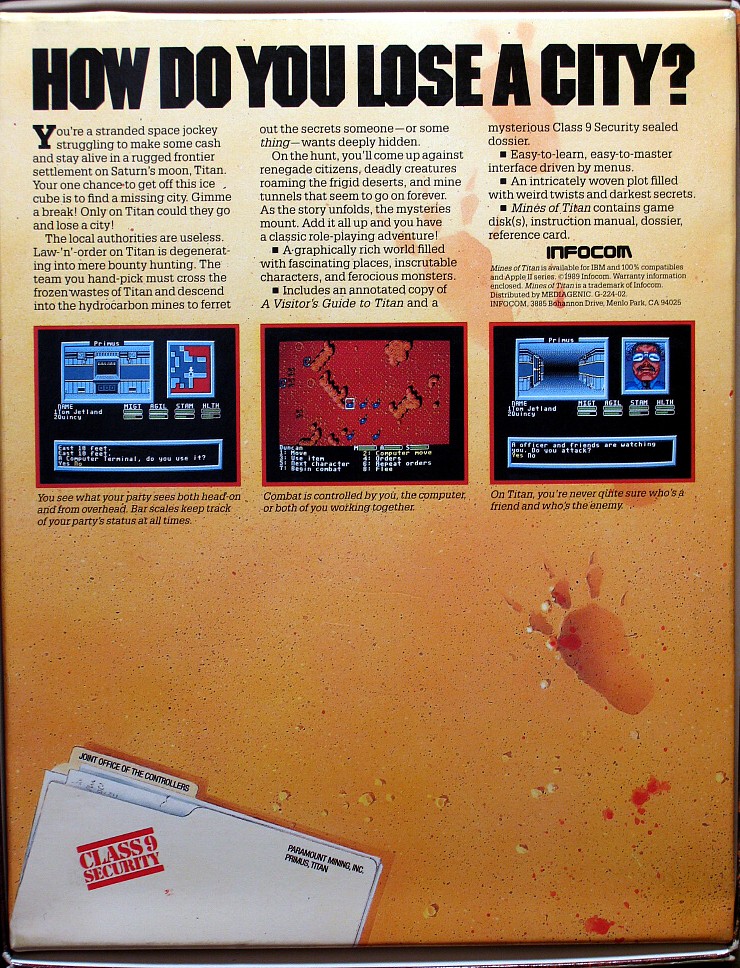 HOW DO YOU LOSE A CITY?
You're a stranded space jockey
struggling to make some cash
and stay alive in a rugged frontier
settlement on Saturn's moon, Titan.
Your one chance to get off this ice
cube is to find a missing city. Gimme
a break! Only on Titan could they go
and lose a city!
The local authorities are useless.
Law-'n'-order on Titan is degenerat-
ing into mere bounty hunting. The
team you hand-pick must cross the
frozen wastes of Titan and descend
into the hydrocarbon mines to ferret
out the secrets someone—or some
thing—wants deeply hidden.
On the hunt, you'll come up against
renegade citizens, deadly creatures
roaming the frigid deserts, and mine
tunnels that seem to go on forever.
As the story unfolds, the mysteries
mount. Add it all up and you have
a classic role-playing adventure!
■ A graphically rich world filled
with fascinating places, inscrutable
characters, and ferocious monsters.
■ Includes an annotated copy of
A Visitor's Guide to Titan and a
mysterious Class 9 Security sealed
dossier.
■ Easy-to-learn, easy-to-master
interface driven by menus.
■ An intricately woven plot filled
with weird twists and darkest secrets.
■ Mines of Titan contains game
disk(s), instruction manual, dossier,
reference card.
INFOCOM
Mines of Titan is available for IBM and 100% compatibles
and Apple II series. ©1989 Infocom. Warranty information
enclosed. Mines of Titan is a trademark of Infocom.
Distributed by MEDIAGENIC. G-224-02.
INFOCOM, 3885 Bohannon Drive, Menlo Park, CA 94025
Primus
NAME MIGT AGIL STAM HLTH
1Tom Jetland
2Quincy
East 10 feet.
East 10 feet.
A Computer Terminal, do you use it?
Yes No
Duncan M A S
1: Move 2: Computer move
3: Use item 4: Orders
5: Next character 6: Repeat orders
7: Begin combat 8: Flee
Primus
NAME MIGT AGIL STAM HLTH
1Tom Jetland
2Quincy
A officer and friends are watching
you. Do you attack?
Yes No
You see what your party sees both head-on
and from overhead. Bar scales keep track
of your party's status at all times.
Combat is controlled by you, the computer,
or both of you working together.
On Titan, you're never quite sure who's a
friend and who's the enemy.
JOINT OFFICE OF THE CONTROLLERS
CLASS 9
SECURITY
PARAMOUNT MINING, INC.
PRIMUS, TITAN